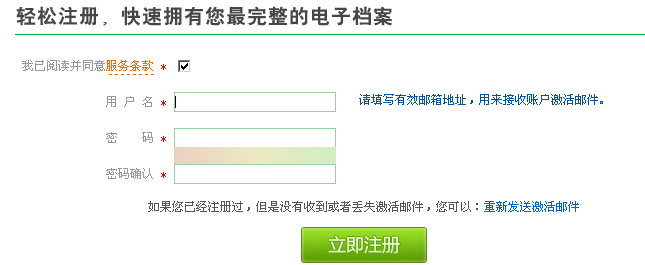 轻松注册，快速拥有您最完整的电子档案
我已阅读并同意服务条款 *
用 户 名 * 请填写有效邮箱地址，用来接收账户激活邮件。
密 码 *
密码确认 *
如果您已经注册过，但是没有收到或者丢失激活邮件，您可以：重新发送激活邮件
立即注册